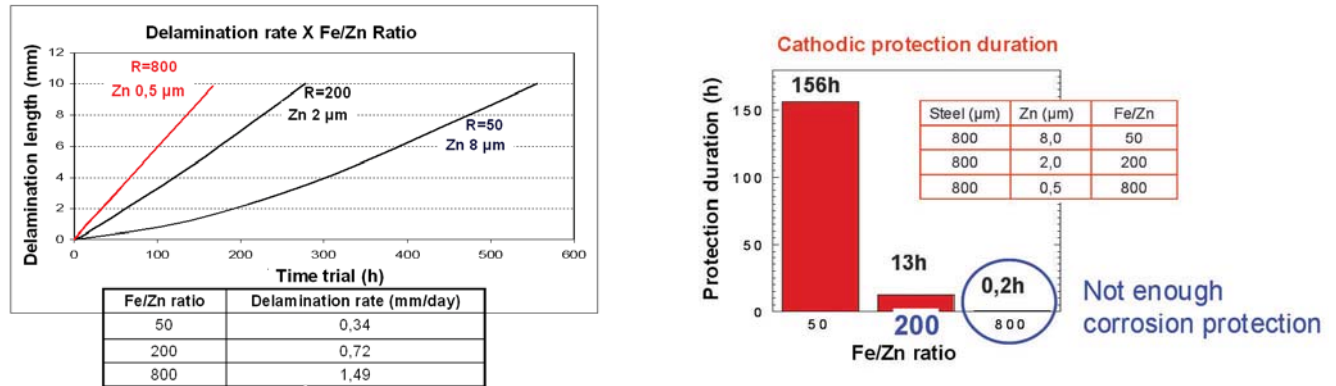 Delamination rate X Fe/Zn Ratio
Delamination length (mm)
12
10
8
6
4
2
0
R=800
Zn 0,5 µm
R=200
Zn 2 µm
R=50
Zn 8 µm
0 100 200 300 400 500 600
Time trial (h)
Fe/Zn ratio Delamination rate (mm/day)
50 0,34
200 0,72
800 1,49
Cathodic protection duration
Protection duration (h)
150
100
50
0
156h
13h
0,2h
Steel (µm) Zn (µm) Fe/Zn
800 8,0 50
800 2,0 200
800 0,5 800
50 200 800
Fe/Zn ratio
Not enough
corrosion protection